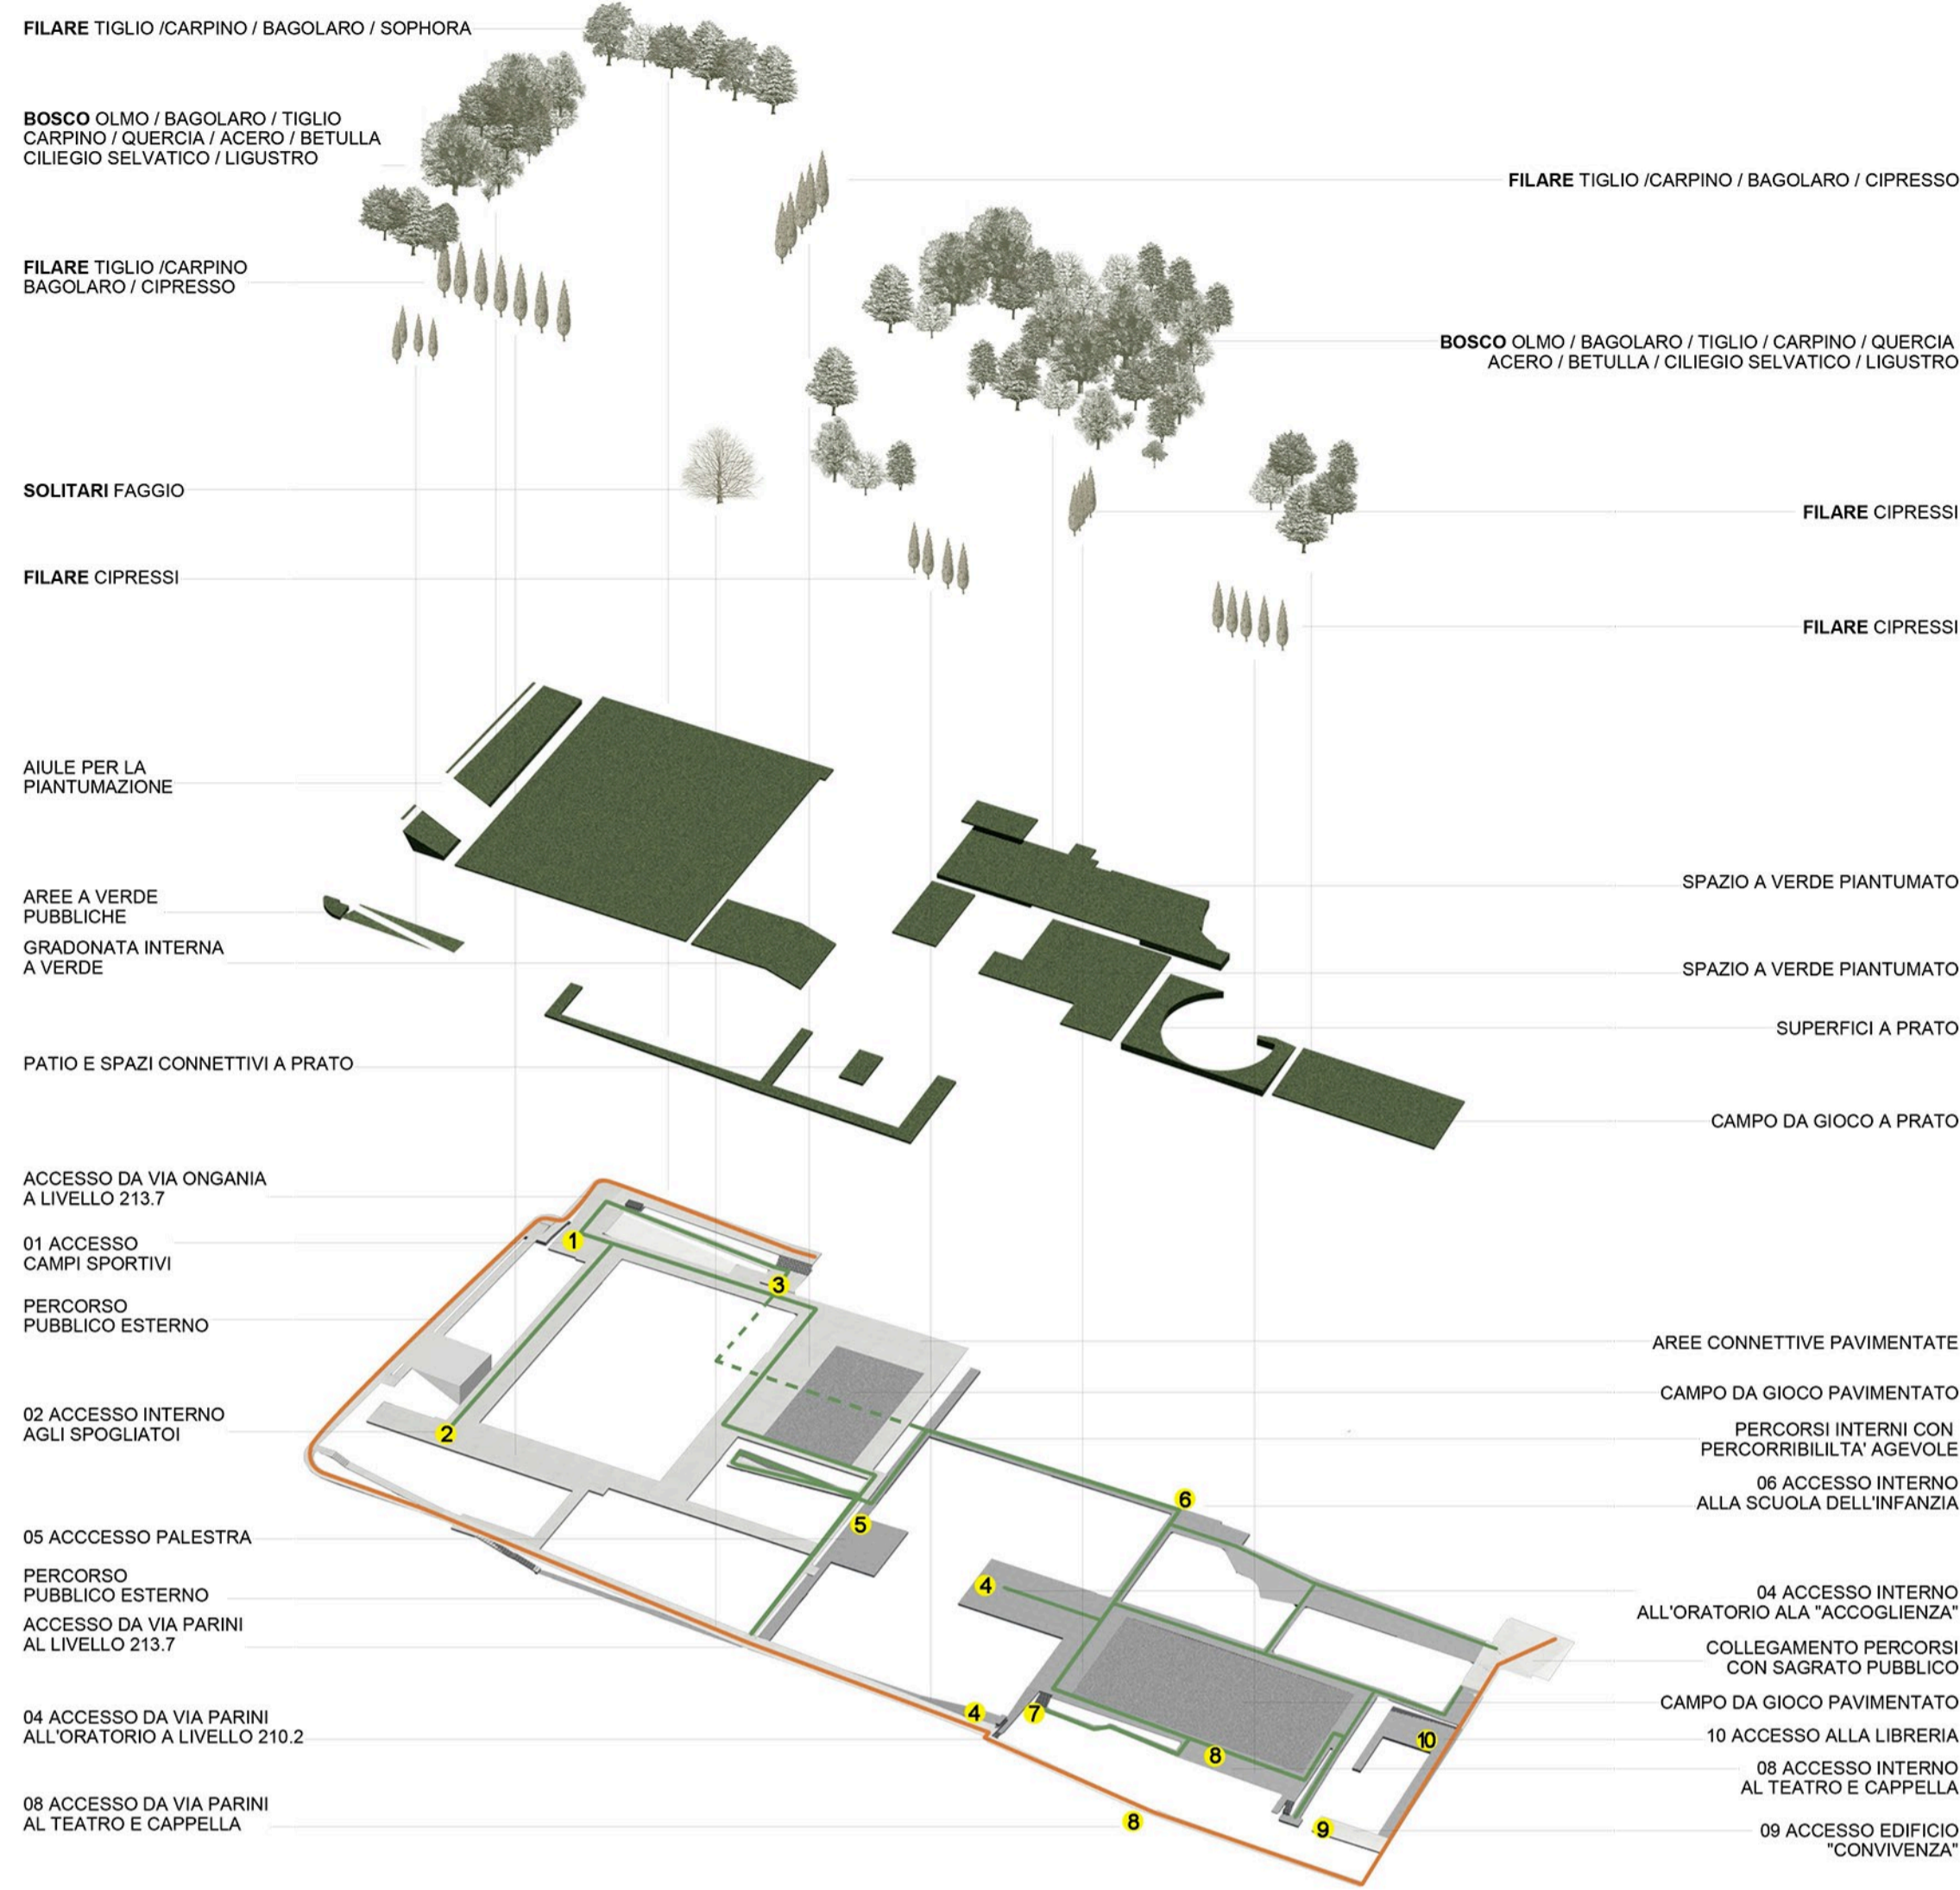 FILARE TIGLIO /CARPINO / BAGOLARO / SOPHORA
BOSCO OLMO / BAGOLARO / TIGLIO
CARPINO / QUERCIA / ACERO / BETULLA
CILIEGIO SELVATICO / LIGUSTRO
FILARE TIGLIO /CARPINO
BAGOLARO / CIPRESSO
SOLITARI FAGGIO
FILARE CIPRESSI
AIULE PER LA
PIANTUMAZIONE
AREE A VERDE
PUBBLICHE
GRADONATA INTERNA
A VERDE
PATIO E SPAZI CONNETTIVI A PRATO
ACCESSO DA VIA ONGANIA
A LIVELLO 213.7
01 ACCESSO
CAMPI SPORTIVI
PERCORSO
PUBBLICO ESTERNO
02 ACCESSO INTERNO
AGLI SPOGLIATOI
05 ACCCESSO PALESTRA
PERCORSO
PUBBLICO ESTERNO
ACCESSO DA VIA PARINI
AL LIVELLO 213.7
04 ACCESSO DA VIA PARINI
ALL'ORATORIO A LIVELLO 210.2
08 ACCESSO DA VIA PARINI
AL TEATRO E CAPPELLA
FILARE TIGLIO /CARPINO / BAGOLARO / CIPRESSO
BOSCO OLMO / BAGOLARO / TIGLIO / CARPINO / QUERCIA
ACERO / BETULLA / CILIEGIO SELVATICO / LIGUSTRO
FILARE CIPRESSI
FILARE CIPRESSI
SPAZIO A VERDE PIANTUMATO
SPAZIO A VERDE PIANTUMATO
SUPERFICI A PRATO
CAMPO DA GIOCO A PRATO
AREE CONNETTIVE PAVIMENTATE
CAMPO DA GIOCO PAVIMENTATO
PERCORSI INTERNI CON
PERCORRIBILILTA' AGEVOLE
06 ACCESSO INTERNO
ALLA SCUOLA DELL'INFANZIA
04 ACCESSO INTERNO
ALL'ORATORIO ALA "ACCOGLIENZA"
COLLEGAMENTO PERCORSI
CON SAGRATO PUBBLICO
CAMPO DA GIOCO PAVIMENTATO
10 ACCESSO ALLA LIBRERIA
08 ACCESSO INTERNO
AL TEATRO E CAPPELLA
09 ACCESSO EDIFICIO
"CONVIVENZA"
1
3
2
6
5
4
4
7
10
8
8
9